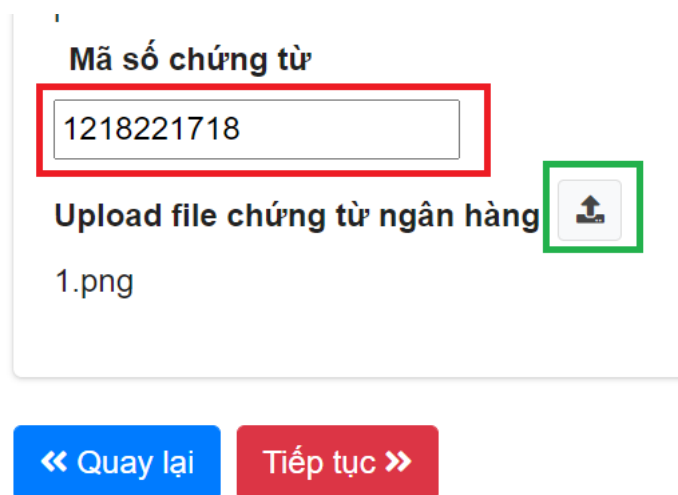 Mã số chứng từ
1218221718
Upload file chứng từ ngân hàng
1.png
Quay lại Tiếp tục